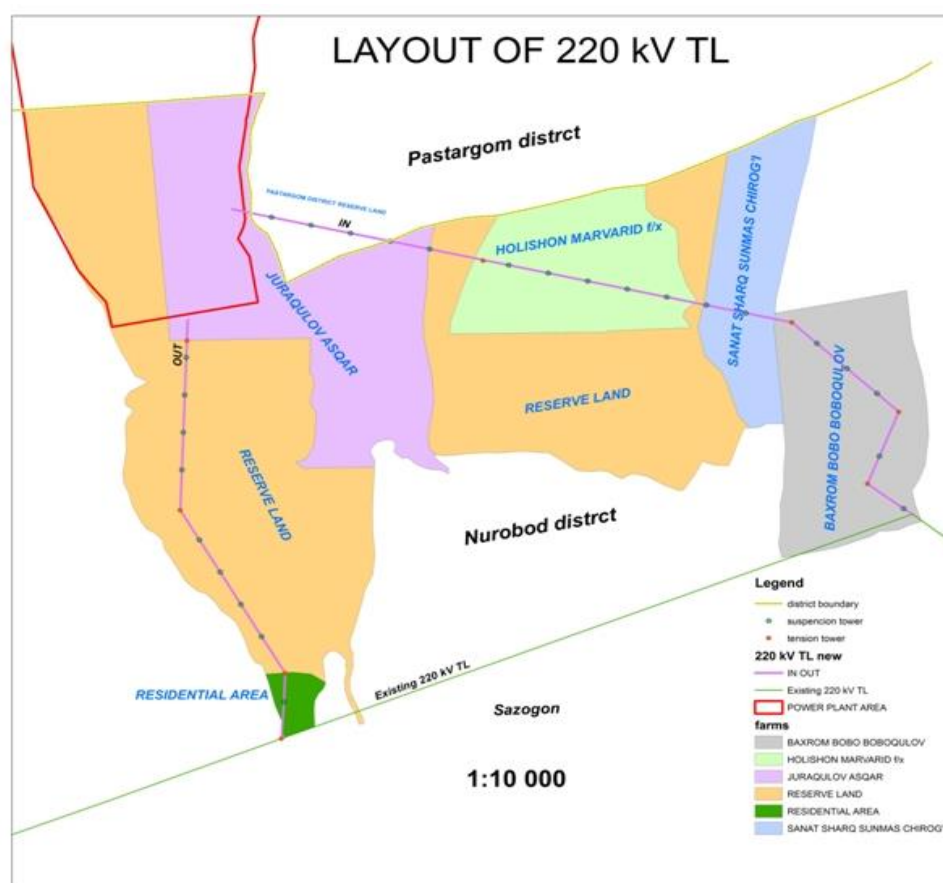 LAYOUT OF 220 kV TL
Pastargom distrct
PASTARGOM DISTRICT RESERVE LAND
IN
HOLISHON MARVARID f/x
SANAT SHARQ SUNMAS CHIROG'I
JURAQULOV ASQAR
OUT
RESERVE LAND
BAXROM BOBO BOBOQULOV
RESERVE LAND
Nurobod distrct
RESIDENTIAL AREA
Existing 220 kV TL
Sazogon
1:10 000
Legend
district boundary
suspencion tower
tension tower
220 kV TL new
IN OUT
Existing 220 kV TL
POWER PLANT AREA
farms
BAXROM BOBO BOBOQULOV
HOLISHON MARVARID f/x
JURAQULOV ASQAR
RESERVE LAND
RESIDENTIAL AREA
SANAT SHARQ SUNMAS CHIROG'